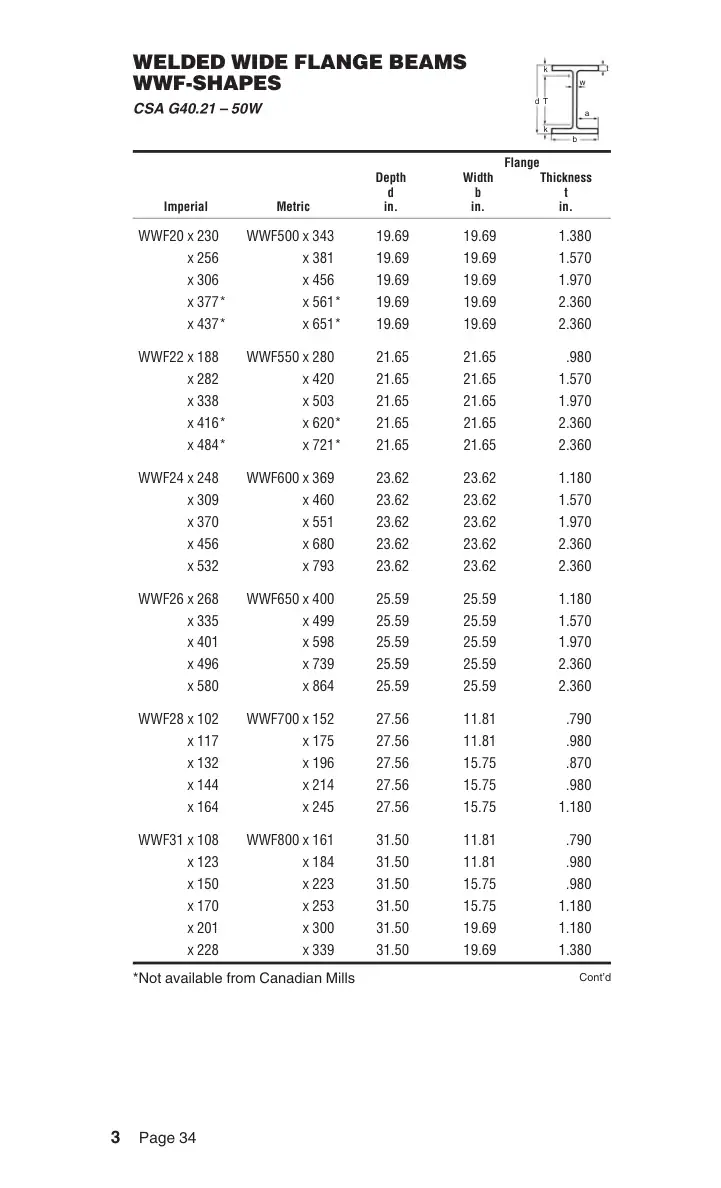 WELDED WIDE FLANGE BEAMS
WWF-SHAPES
CSA G40.21 – 50W
k
t
w
d T
a
k
b
Flange
Depth Width Thickness
d b t
Imperial Metric in. in. in.
WWF20 x 230 WWF500 x 343 19.69 19.69 1.380
x 256 x 381 19.69 19.69 1.570
x 306 x 456 19.69 19.69 1.970
x 377* x 561* 19.69 19.69 2.360
x 437* x 651* 19.69 19.69 2.360
WWF22 x 188 WWF550 x 280 21.65 21.65 .980
x 282 x 420 21.65 21.65 1.570
x 338 x 503 21.65 21.65 1.970
x 416* x 620* 21.65 21.65 2.360
x 484* x 721* 21.65 21.65 2.360
WWF24 x 248 WWF600 x 369 23.62 23.62 1.180
x 309 x 460 23.62 23.62 1.570
x 370 x 551 23.62 23.62 1.970
x 456 x 680 23.62 23.62 2.360
x 532 x 793 23.62 23.62 2.360
WWF26 x 268 WWF650 x 400 25.59 25.59 1.180
x 335 x 499 25.59 25.59 1.570
x 401 x 598 25.59 25.59 1.970
x 496 x 739 25.59 25.59 2.360
x 580 x 864 25.59 25.59 2.360
WWF28 x 102 WWF700 x 152 27.56 11.81 .790
x 117 x 175 27.56 11.81 .980
x 132 x 196 27.56 15.75 .870
x 144 x 214 27.56 15.75 .980
x 164 x 245 27.56 15.75 1.180
WWF31 x 108 WWF800 x 161 31.50 11.81 .790
x 123 x 184 31.50 11.81 .980
x 150 x 223 31.50 15.75 .980
x 170 x 253 31.50 15.75 1.180
x 201 x 300 31.50 19.69 1.180
x 228 x 339 31.50 19.69 1.380
*Not available from Canadian Mills Cont'd
3 Page 34